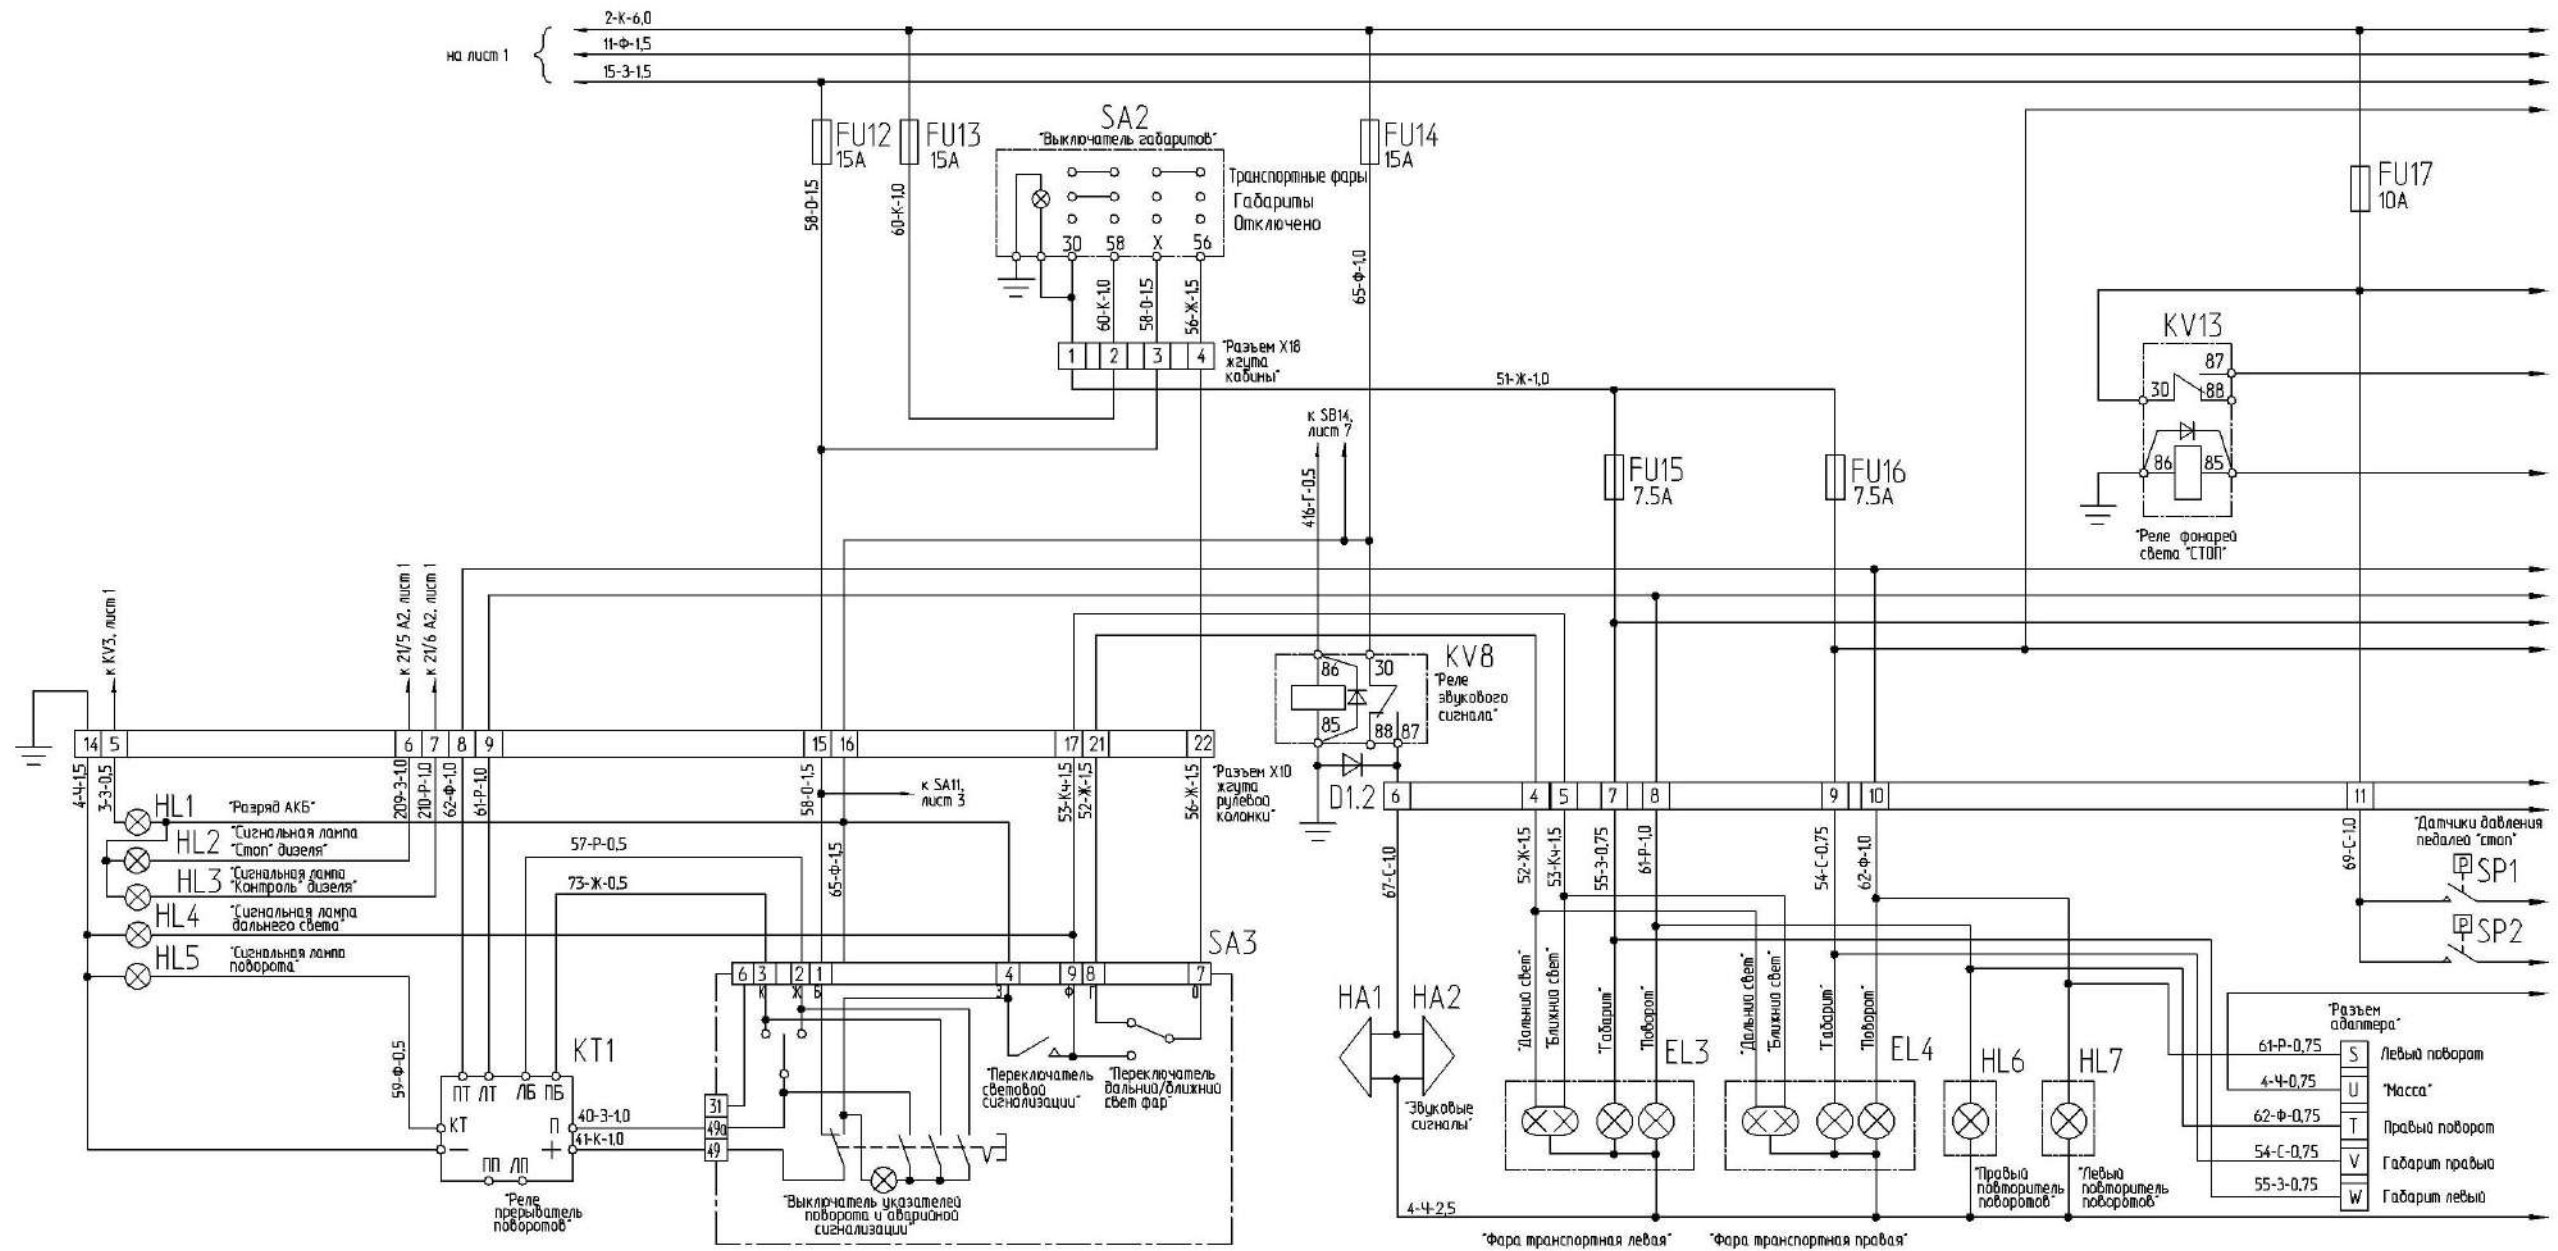 2-К-6,0
11-Ф-1,5
15-З-1,5
на лист 1
FU12
15А
FU13
15А
SA2
"Выключатель габаритов"
Транспортные фары
Габариты
Отключено
30 58 Х 56
FU14
15А
FU17
10А
58-О-1,5
60-К-1,0
65-Ф-1,0
60-К-1,0
58-О-1,5
56-Ж-1,5
1 2 3 4
"Разъем Х18
жгута
кабины"
51-Ж-1,0
к SB14,
лист 7
416-Г-0,5
FU15
7.5А
FU16
7.5А
KV13
87
30 88
86 85
"Реле фонарей
света "СТОП"
к KV3, лист 1
к 21/5 А2, лист 1
к 21/6 А2, лист 1
KV8
"Реле
звукового
сигнала"
86 30
85 88 87
14 5 6 7 8 9 15 16 17 21 22
"Разъем Х10
жгута
рулевой
колонки"
4-Ч-1,5
3-З-0,5
209-З-1,0
210-Р-1,0
62-Ф-1,0
61-Р-1,0
58-О-1,5
к SA11,
лист 3
65-Ф-1,5
53-Кч-1,5
52-Ж-1,5
56-Ж-1,5
D1.2
6 4 5 7 8 9 10 11
67-С-1,0
52-Ж-1,5
53-Кч-1,5
55-З-0,75
61-Р-1,0
54-С-0,75
62-Ф-1,0
69-С-1,0
"Датчики давления
педалей "стоп"
Р SP1
Р SP2
HL1 "Разряд АКБ"
HL2 "Сигнальная лампа
"Стоп" дизеля"
HL3 "Сигнальная лампа
"Контроль" дизеля"
HL4 "Сигнальная лампа
дальнего света"
HL5 "Сигнальная лампа
поворота"
57-Р-0,5
73-Ж-0,5
59-Ф-0,5
SA3
6 3 2 1 4 9 8 7
К Ж Б З Ф Г О
"Переключатель
световой
сигнализации"
"Переключатель
дальний/ближний
свет фар"
KT1
ПТ ЛТ ЛБ ПБ
КТ П
— +
ПП ЛП
"Реле
прерыватель
поворотов"
40-З-1,0
41-К-1,0
31
49а
49
"Выключатель указателей
поворота и аварийной
сигнализации"
HA1 HA2
"Звуковые
сигналы"
"Дальний свет"
"Ближний свет"
"Габарит"
"Поворот"
EL3
"Дальний свет"
"Ближний свет"
"Габарит"
"Поворот"
EL4
HL6
HL7
"Правый
повторитель
поворотов"
"Левый
повторитель
поворотов"
4-Ч-2,5
"Фара транспортная левая"
"Фара транспортная правая"
"Разъем
адаптера"
61-Р-0,75 S Левый поворот
4-Ч-0,75 U "Масса"
62-Ф-0,75 T Правый поворот
54-С-0,75 V Габарит правый
55-З-0,75 W Габарит левый